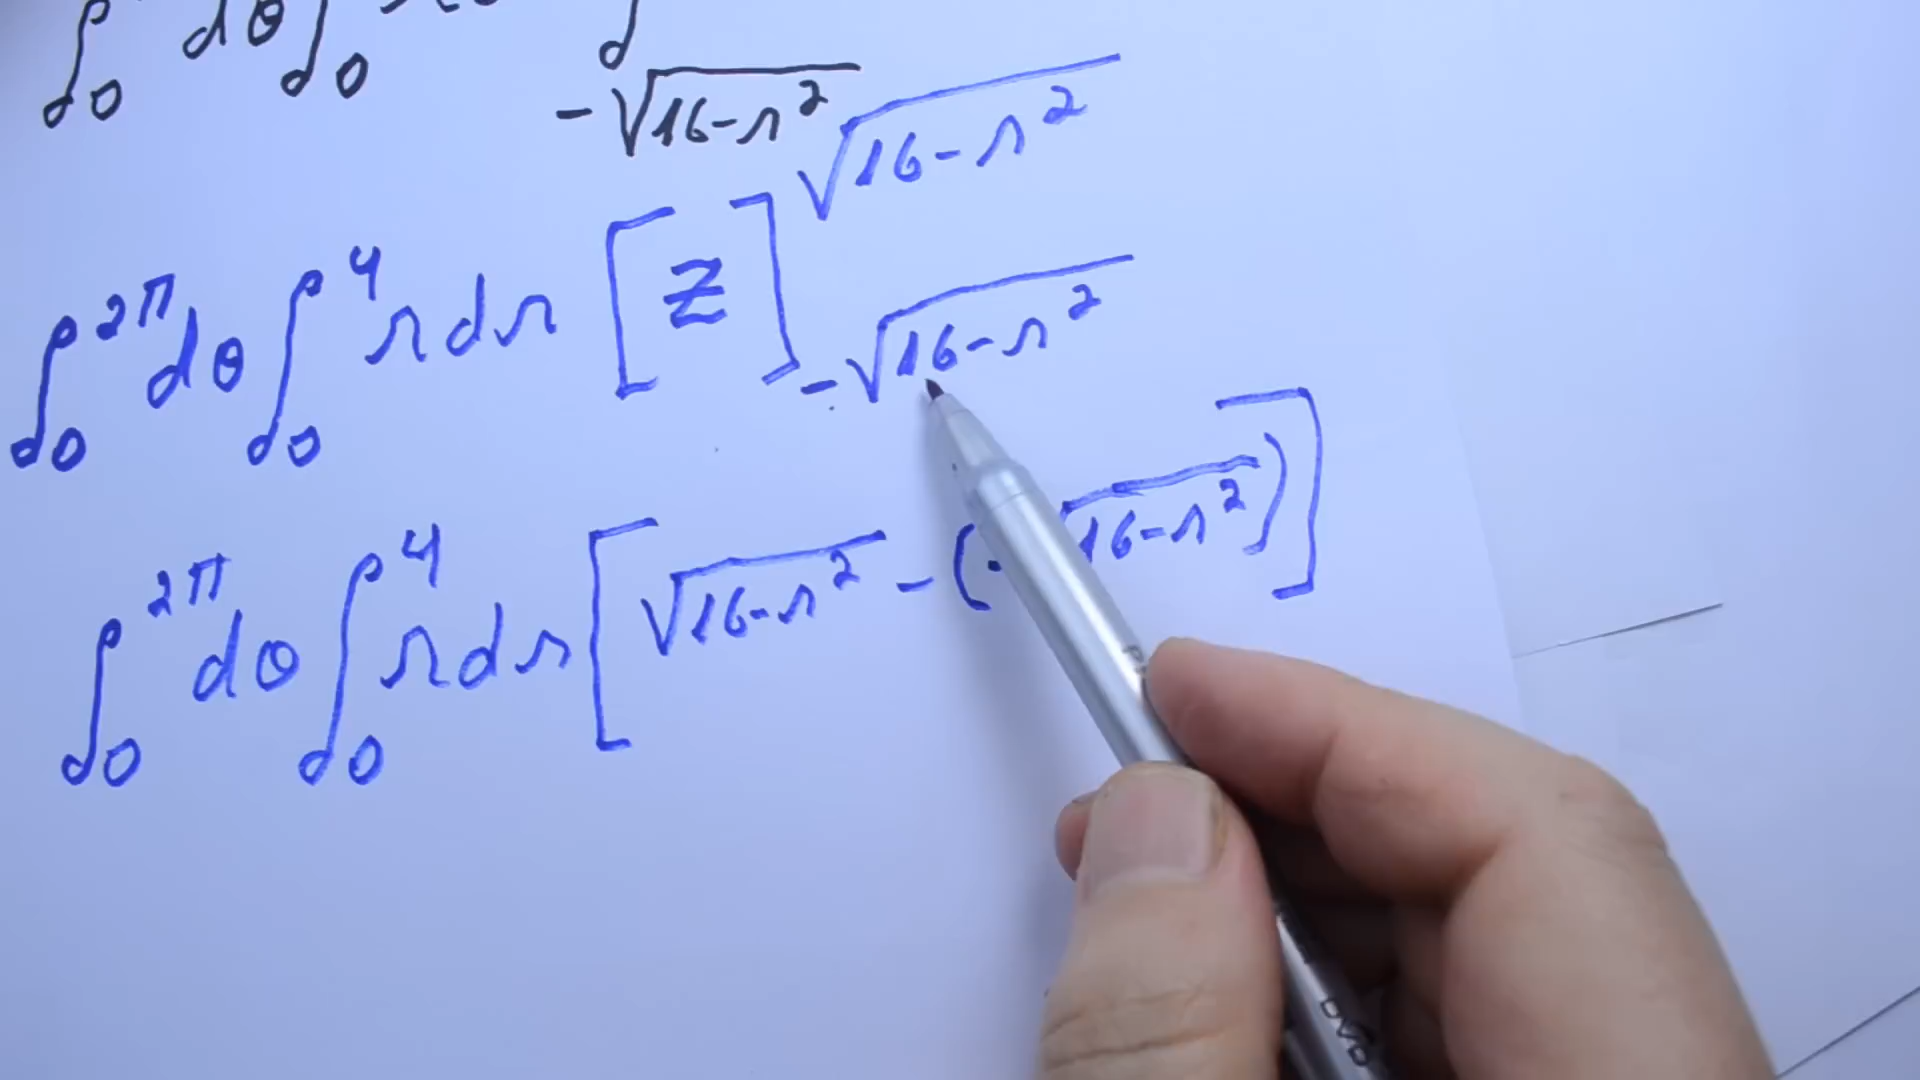 ∫₀ dθ ∫₀ ∫
-√(16-r²)
∫₀^2π dθ ∫₀^4 r dr [z]_{-√(16-r²)}^{√(16-r²)}
∫₀^2π dθ ∫₀^4 r dr [√(16-r²) - (-√(16-r²))]